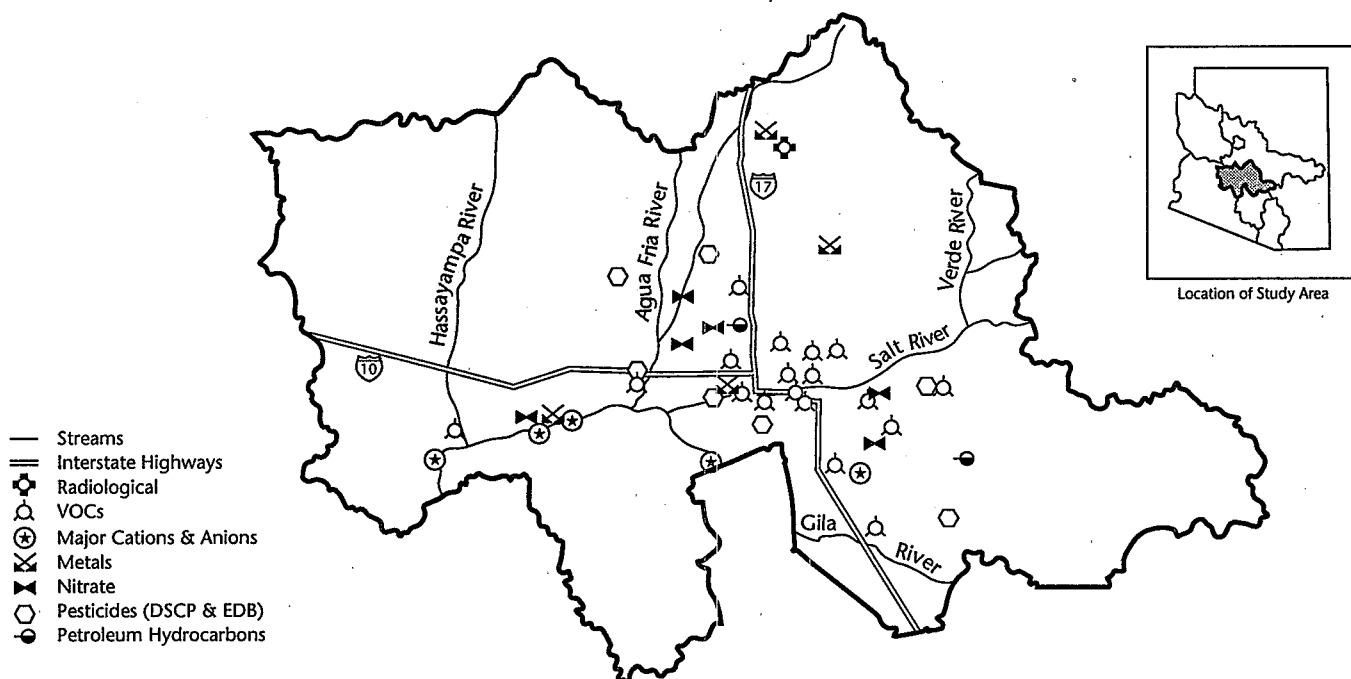 17
Hassayampa River
Agua Fria River
Verde River
Salt River
10
Gila
River
Location of Study Area
Streams
Interstate Highways
Radiological
VOCs
Major Cations & Anions
Metals
Nitrate
Pesticides (DSCP & EDB)
Petroleum Hydrocarbons